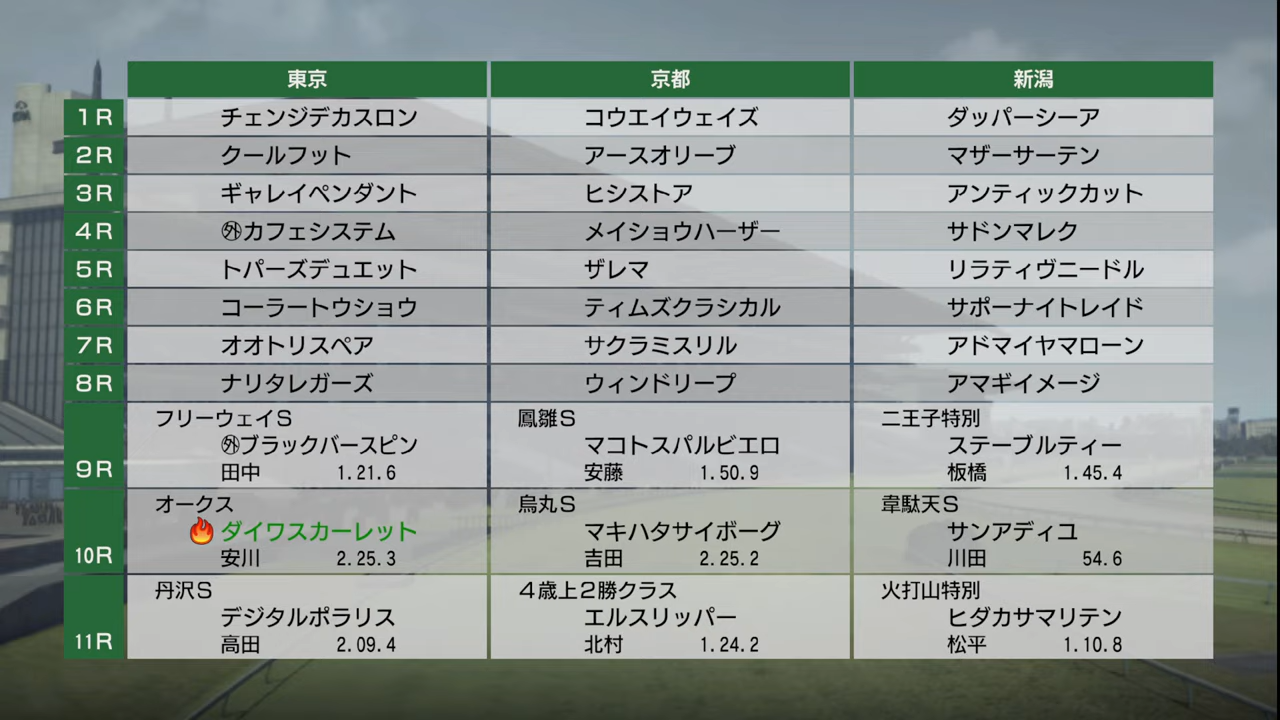 東京 京都 新潟
1R チェンジデカスロン コウエイウェイズ ダッパーシーア
2R クールフット アースオリーブ マザーサーテン
3R ギャレイペンダント ヒシストア アンティックカット
4R ㊕カフェシステム メイショウハーザー サドンマレク
5R トパーズデュエット ザレマ リラティヴニードル
6R コーラートウショウ ティムズクラシカル サポーナイトレイド
7R オオトリスペア サクラミスリル アドマイヤマローン
8R ナリタレガーズ ウィンドリープ アマギイメージ
フリーウェイS 鳳雛S 二王子特別
外ブラックバースピン マコトスパルビエロ ステーブルティー
9R 田中 1.21.6 安藤 1.50.9 板橋 1.45.4
オークス 烏丸S 韋駄天S
ダイワスカーレット マキハタサイボーグ サンアディユ
10R 安川 2.25.3 吉田 2.25.2 川田 54.6
丹沢S 4歳上2勝クラス 火打山特別
デジタルポラリス エルスリッパー ヒダカサマリテン
11R 高田 2.09.4 北村 1.24.2 松平 1.10.8